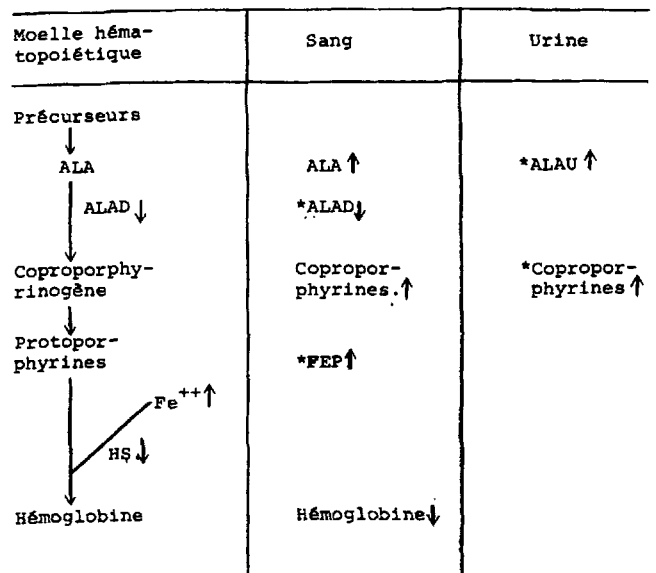 Moelle héma- Sang Urine
topoiétique
Précurseurs
ALA ALA ↑ *ALAU ↑
ALAD ↓ *ALAD ↓
Coproporphy- Copropor- *Copropor-
rinogène phyrines. ↑ phyrines ↑
Protopor-
phyrines *FEP ↑
Fe++ ↑
HS ↓
Hémoglobine Hémoglobine ↓